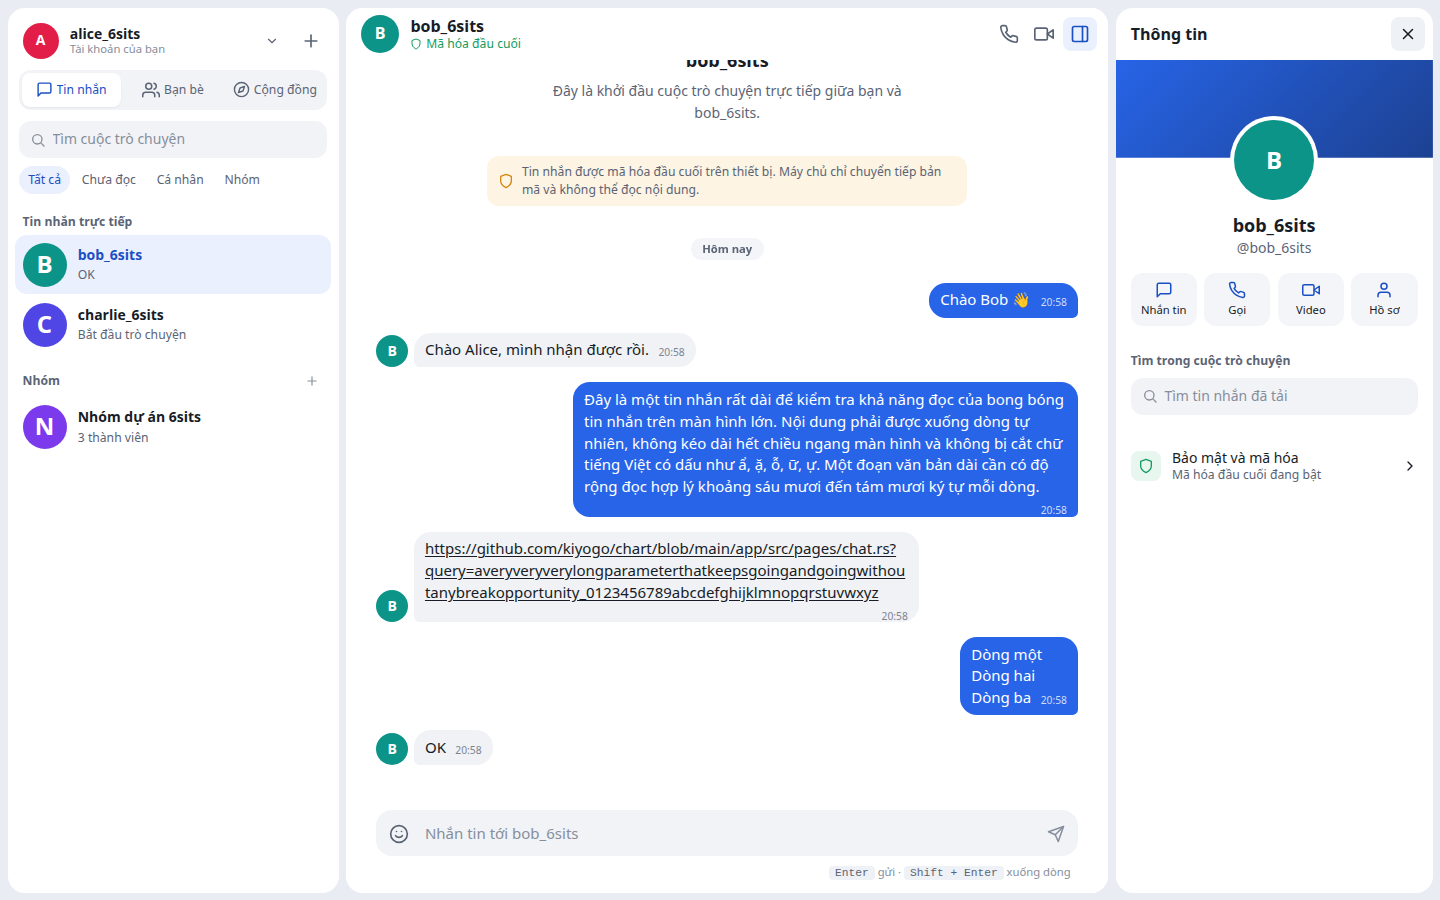 A
alice_6sits
Tài khoản của bạn
Tin nhắn
Bạn bè
Cộng đồng
Tìm cuộc trò chuyện
Tất cả
Chưa đọc
Cá nhân
Nhóm
Tin nhắn trực tiếp
B
bob_6sits
OK
C
charlie_6sits
Bắt đầu trò chuyện
Nhóm
N
Nhóm dự án 6sits
3 thành viên
B
bob_6sits
Mã hóa đầu cuối
bob_6sits
Đây là khởi đầu cuộc trò chuyện trực tiếp giữa bạn và
bob_6sits.
Tin nhắn được mã hóa đầu cuối trên thiết bị. Máy chủ chỉ chuyển tiếp bản
mã và không thể đọc nội dung.
Hôm nay
Chào Bob 👋 20:58
B
Chào Alice, mình nhận được rồi. 20:58
Đây là một tin nhắn rất dài để kiểm tra khả năng đọc của bong bóng
tin nhắn trên màn hình lớn. Nội dung phải được xuống dòng tự
nhiên, không kéo dài hết chiều ngang màn hình và không bị cắt chữ
tiếng Việt có dấu như ẩ, ặ, ỗ, ữ, ự. Một đoạn văn bản dài cần có độ
rộng đọc hợp lý khoảng sáu mươi đến tám mươi ký tự mỗi dòng.
20:58
https://github.com/kiyogo/chart/blob/main/app/src/pages/chat.rs?
query=averyveryverylongparameterthatkeepsgoingandgoingwithou
tanybreakopportunity_0123456789abcdefghijklmnopqrstuvwxyz
20:58
B
Dòng một
Dòng hai
Dòng ba 20:58
B
OK 20:58
Nhắn tin tới bob_6sits
Enter gửi · Shift + Enter xuống dòng
Thông tin
B
bob_6sits
@bob_6sits
Nhắn tin
Gọi
Video
Hồ sơ
Tìm trong cuộc trò chuyện
Tìm tin nhắn đã tải
Bảo mật và mã hóa
Mã hóa đầu cuối đang bật